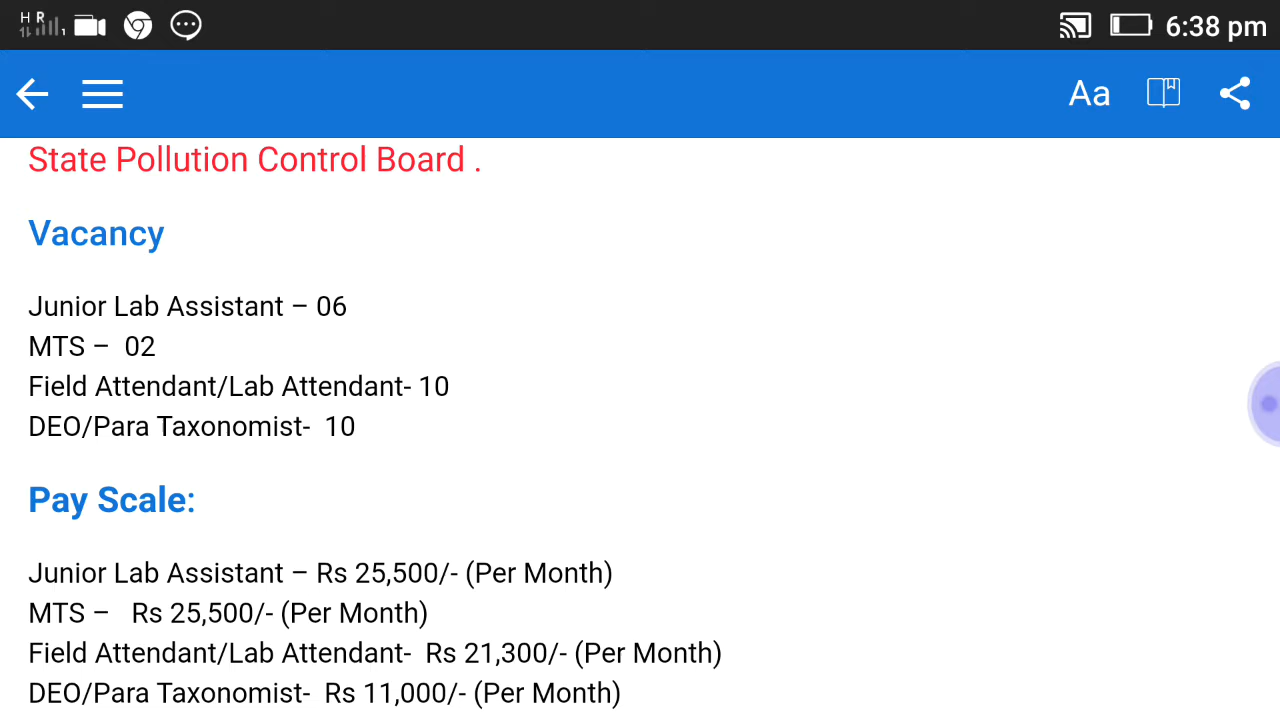 H R 1 6:38 pm
Aa
State Pollution Control Board .
Vacancy
Junior Lab Assistant – 06
MTS –  02
Field Attendant/Lab Attendant- 10
DEO/Para Taxonomist-  10
Pay Scale:
Junior Lab Assistant – Rs 25,500/- (Per Month)
MTS –   Rs 25,500/- (Per Month)
Field Attendant/Lab Attendant-  Rs 21,300/- (Per Month)
DEO/Para Taxonomist-  Rs 11,000/- (Per Month)